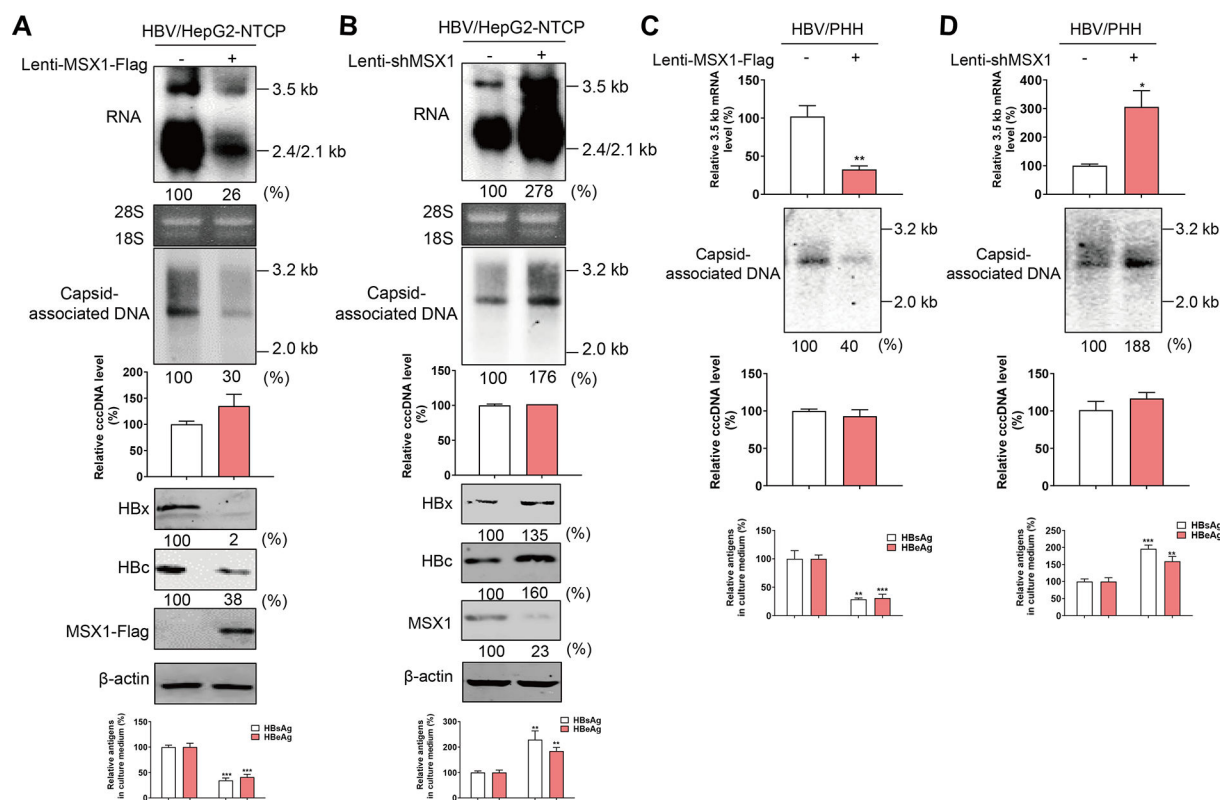 A
HBV/HepG2-NTCP
Lenti-MSX1-Flag - +
RNA
3.5 kb
2.4/2.1 kb
100 26 (%)
28S
18S
Capsid-
associated DNA
3.2 kb
2.0 kb
100 30 (%)
Relative cccDNA level
(%)
200
150
100
50
0
HBx
100 2 (%)
HBc
100 38 (%)
MSX1-Flag
β-actin
Relative antigens
in culture medium (%)
150
100
50
0
*** ***
HBsAg
HBeAg
B
HBV/HepG2-NTCP
Lenti-shMSX1 - +
RNA
3.5 kb
2.4/2.1 kb
100 278 (%)
28S
18S
Capsid-
associated DNA
3.2 kb
2.0 kb
100 176 (%)
Relative cccDNA level
(%)
150
100
50
0
HBx
100 135 (%)
HBc
100 160 (%)
MSX1
100 23 (%)
β-actin
Relative antigens
in culture medium (%)
300
200
100
0
** **
HBsAg
HBeAg
C
HBV/PHH
Lenti-MSX1-Flag - +
Relative 3.5 kb mRNA
level (%)
150
100
50
0
**
Capsid-
associated DNA
3.2 kb
2.0 kb
100 40 (%)
Relative cccDNA level
(%)
150
100
50
0
Relative antigens
in culture medium (%)
150
100
50
0
** ***
HBsAg
HBeAg
D
HBV/PHH
Lenti-shMSX1 - +
Relative 3.5 kb mRNA
level (%)
400
300
200
100
0
*
Capsid-
associated DNA
3.2 kb
2.0 kb
100 188 (%)
Relative cccDNA level
(%)
150
100
50
0
Relative antigens
in culture medium (%)
250
200
150
100
50
0
*** **
HBsAg
HBeAg